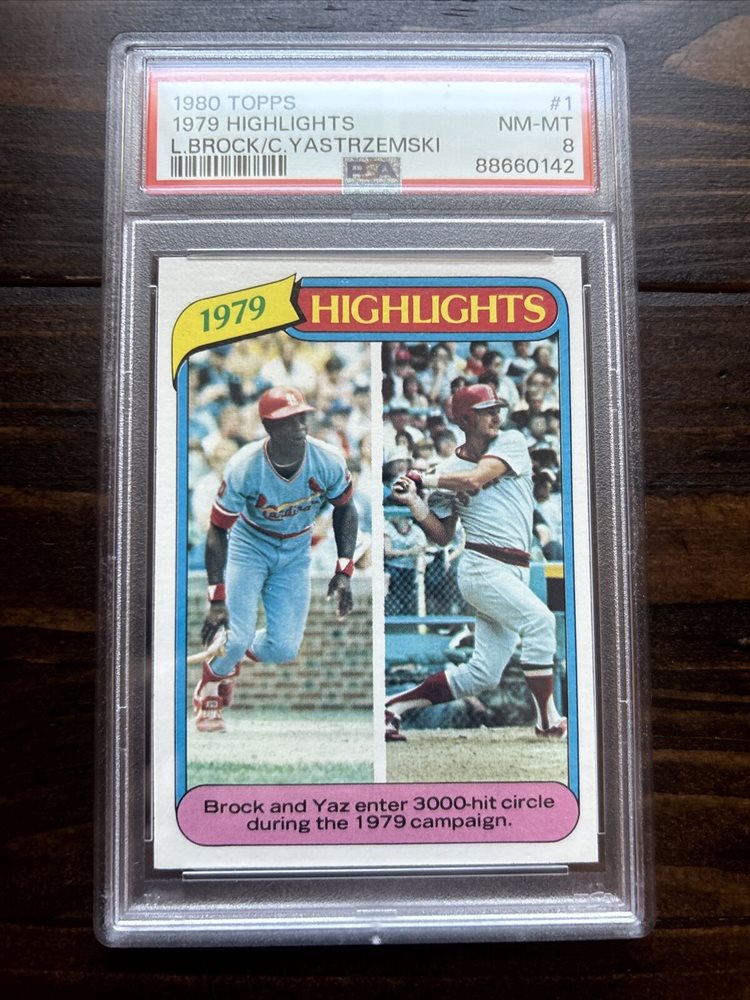 1980 TOPPS #1
1979 HIGHLIGHTS NM-MT
L.BROCK/C.YASTRZEMSKI 8
PSA 88660142
1979 HIGHLIGHTS
Cardinals
Brock and Yaz enter 3000-hit circle
during the 1979 campaign.